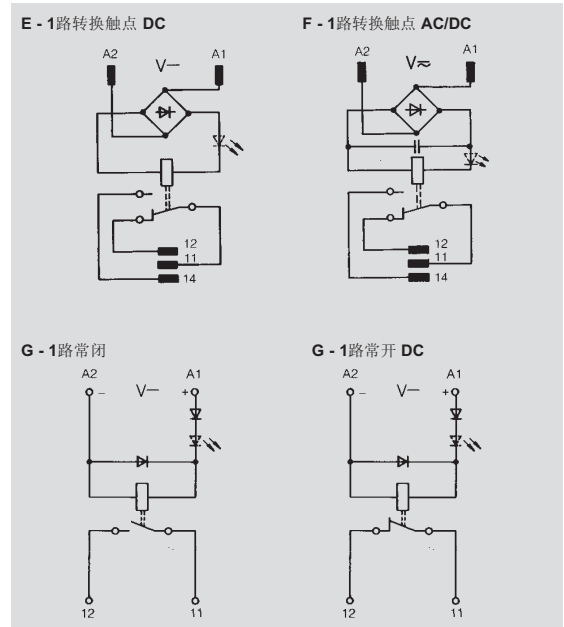 E - 1路转换触点 DC
F - 1路转换触点 AC/DC
A2 V A1
A2 V A1
12
11
14
12
11
14
G - 1路常闭
G - 1路常开 DC
A2 A1
- V +
A2 A1
- V +
12 11
12 11